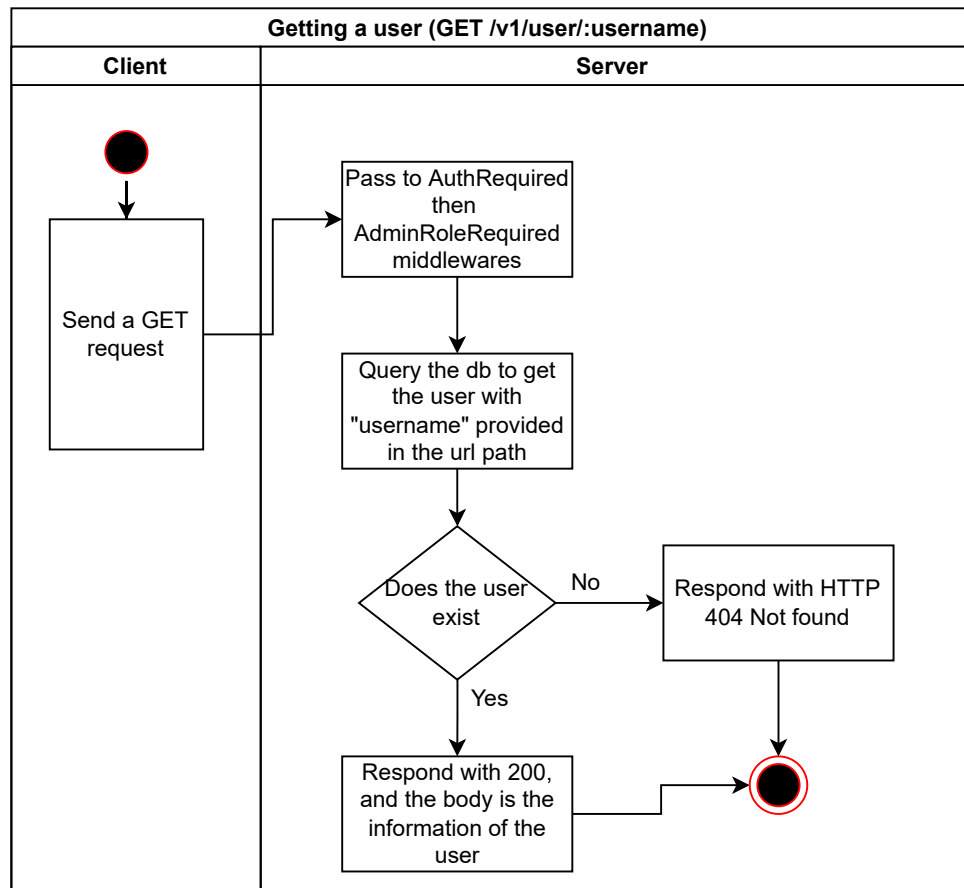 Getting a user (GET /v1/user/:username)
Client
Server
Send a GET
request
Pass to AuthRequired
then
AdminRoleRequired
middlewares
Query the db to get
the user with
"username" provided
in the url path
Does the user
exist
No
Respond with HTTP
404 Not found
Yes
Respond with 200,
and the body is the
information of the
user